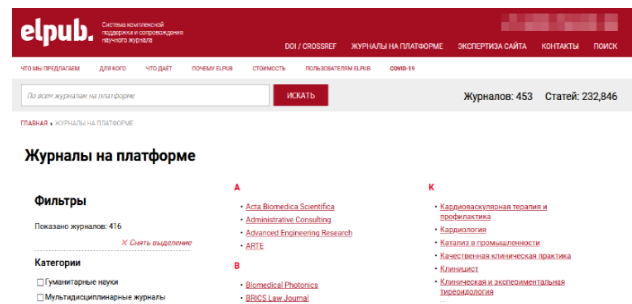 elpub.
Система комплексной
поддержки и сопровождения
научного журнала
DOI / CROSSREF ЖУРНАЛЫ НА ПЛАТФОРМЕ ЭКСПЕРТИЗА САЙТА КОНТАКТЫ ПОИСК
ЧТО МЫ ПРЕДЛАГАЕМ ДЛЯ КОГО ЧТО ДАЁТ ПОЧЕМУ ELPUB СТОИМОСТЬ ПОЛЬЗОВАТЕЛЯМ ELPUB COVID-19
По всем журналам на платформе ИСКАТЬ Журналов: 453 Статей: 232,846
ГЛАВНАЯ ▸ ЖУРНАЛЫ НА ПЛАТФОРМЕ
Журналы на платформе
Фильтры
Показано журналов: 416
× Снять выделение
Категории
Гуманитарные науки
Мультидисциплинарные журналы
A
• Acta Biomedica Scientifica
• Administrative Consulting
• Advanced Engineering Research
• ARTE
B
• Biomedical Photonics
• BRICS Law Journal
К
• Кардиоваскулярная терапия и
профилактика
• Кардиология
• Катализ в промышленности
• Качественная клиническая практика
• Клиницист
• Клиническая и экспериментальная
тиреоидология